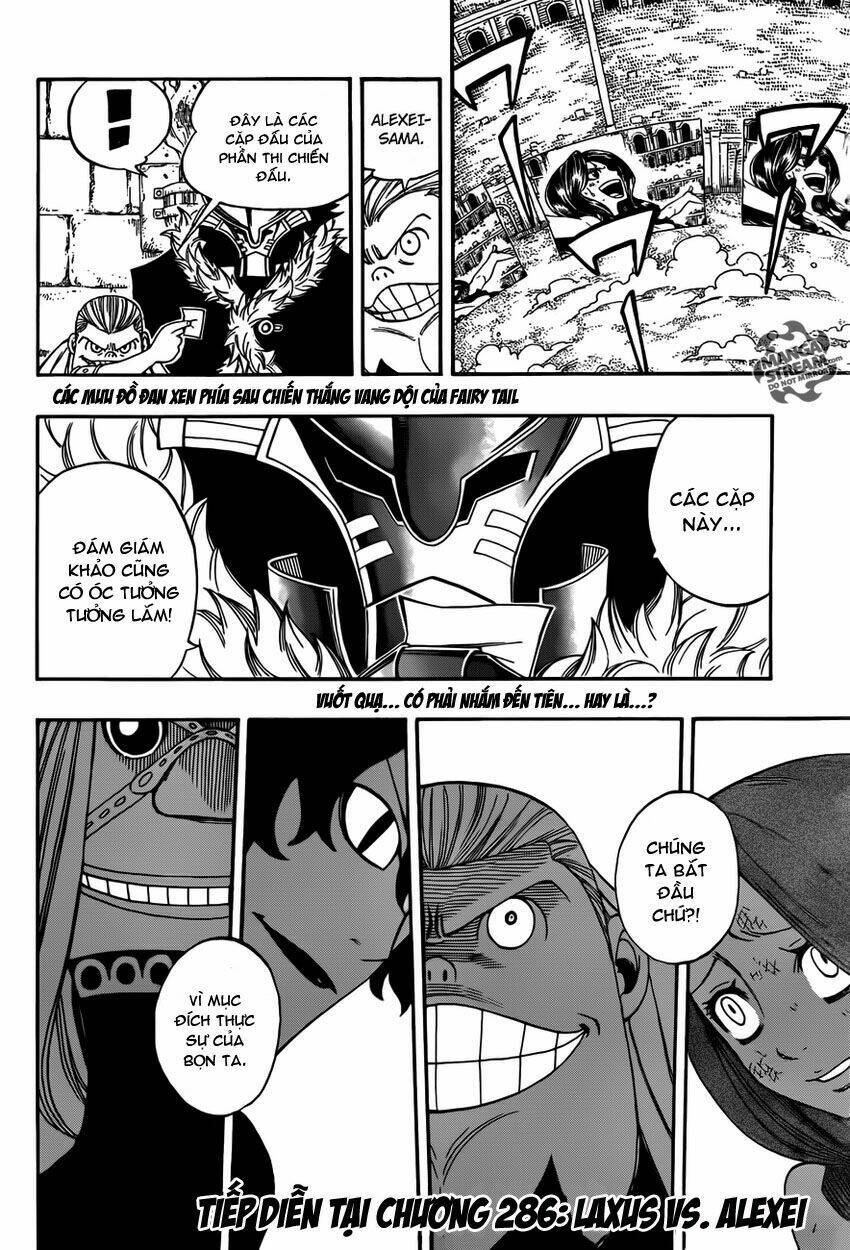 ALEXEI-
SAMA.
ĐÂY LÀ CÁC
CẶP ĐẤU CỦA
PHẦN THI CHIẾN
ĐẤU.
!
MANGA
STREAM.com
DO NOT MIRROR
CÁC MƯU ĐỒ ĐAN XEN PHÍA SAU CHIẾN THẮNG VANG DỘI CỦA FAIRY TAIL
CÁC CẶP
NÀY...
ĐÁM GIÁM
KHẢO CŨNG
CÓ ÓC TƯỞNG
TƯỞNG LẮM!
VUỐT QUẠ... CÓ PHẢI NHẮM ĐẾN TIÊN... HAY LÀ...?
CHÚNG
TA BẮT
ĐẦU
CHỨ?!
VÌ MỤC
ĐÍCH THỰC
SỰ CỦA
BỌN TA.
TIẾP DIỄN TẠI CHƯƠNG 286: LAXUS VS. ALEXEI